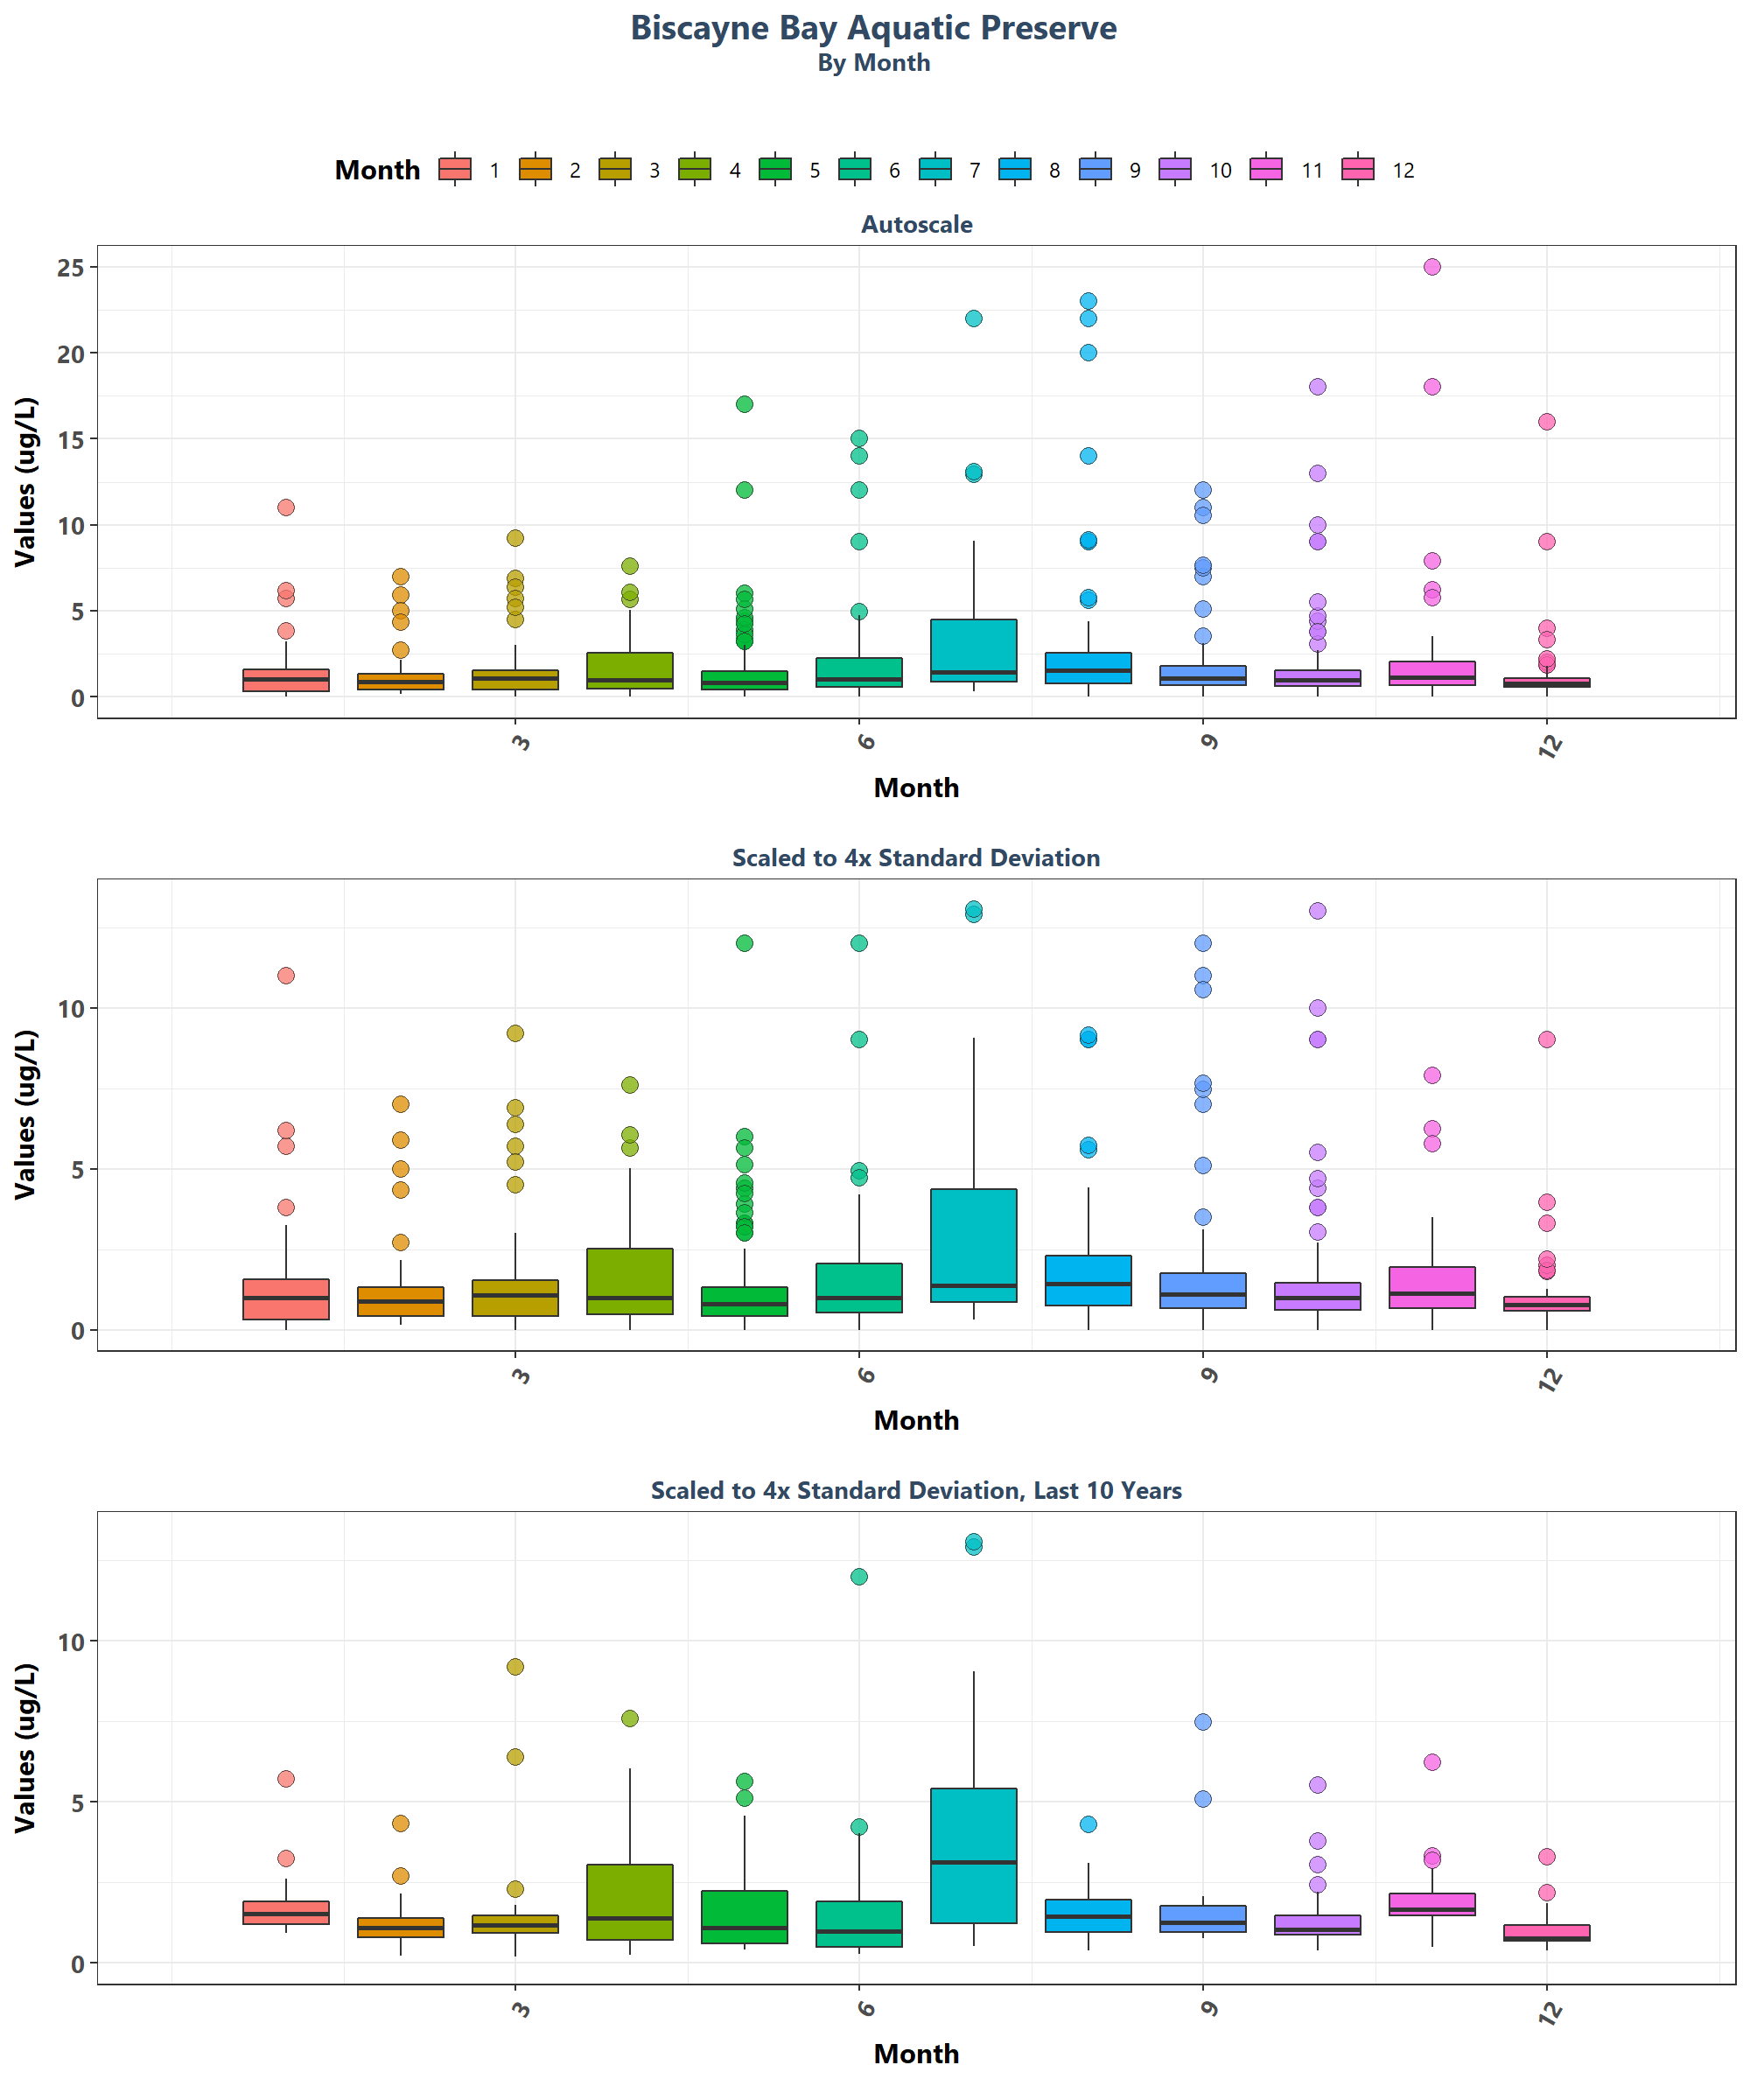 Biscayne Bay Aquatic Preserve
By Month
Month 1 2 3 4 5 6 7 8 9 10 11 12
Autoscale
Values (ug/L)
25
20
15
10
5
0
3 6 9 12
Month
Scaled to 4x Standard Deviation
Values (ug/L)
10
5
0
3 6 9 12
Month
Scaled to 4x Standard Deviation, Last 10 Years
Values (ug/L)
10
5
0
3 6 9 12
Month